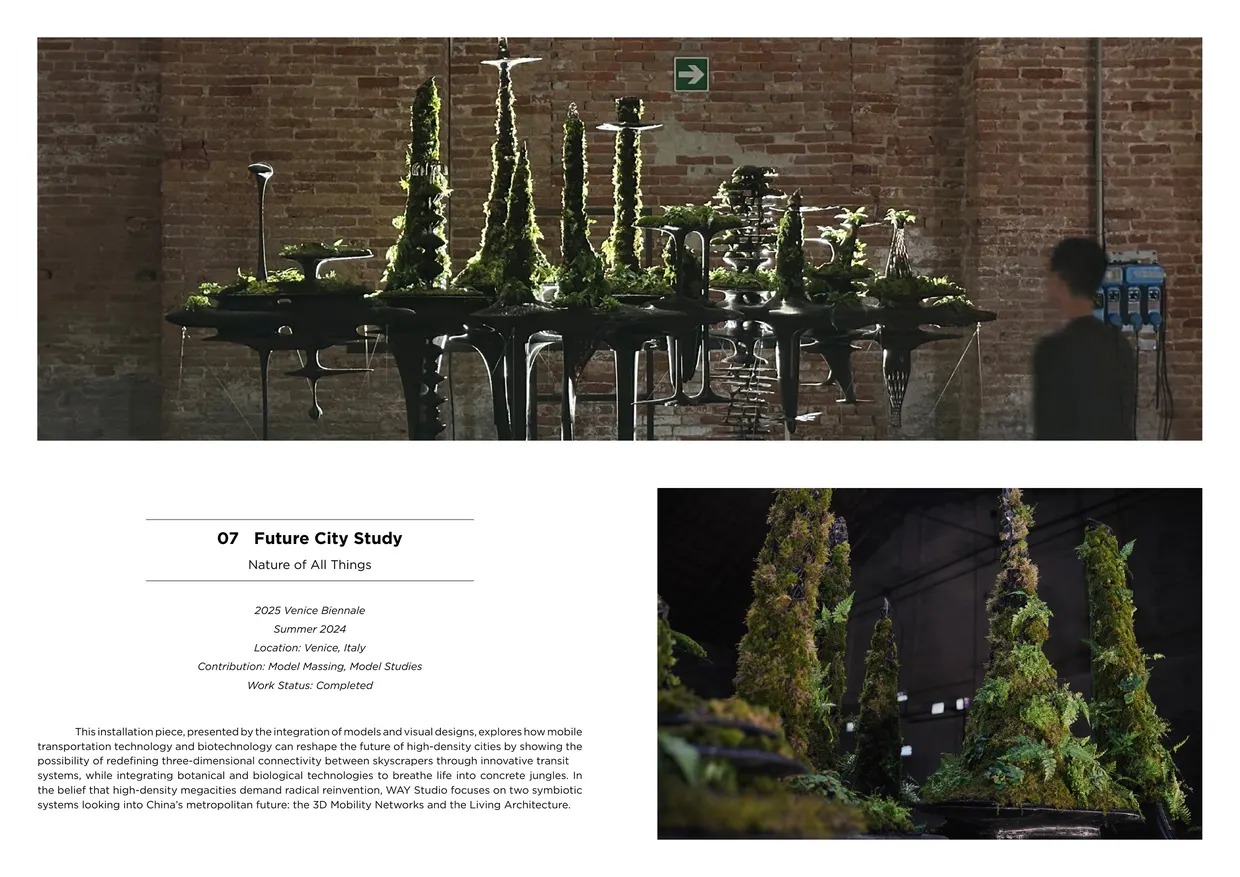 07 Future City Study
Nature of All Things
2025 Venice Biennale
Summer 2024
Location: Venice, Italy
Contribution: Model Massing, Model Studies
Work Status: Completed
This installation piece, presented by the integration of models and visual designs, explores how mobile
transportation technology and biotechnology can reshape the future of high-density cities by showing the
possibility of redefining three-dimensional connectivity between skyscrapers through innovative transit
systems, while integrating botanical and biological technologies to breathe life into concrete jungles. In
the belief that high-density megacities demand radical reinvention, WAY Studio focuses on two symbiotic
systems looking into China’s metropolitan future: the 3D Mobility Networks and the Living Architecture.